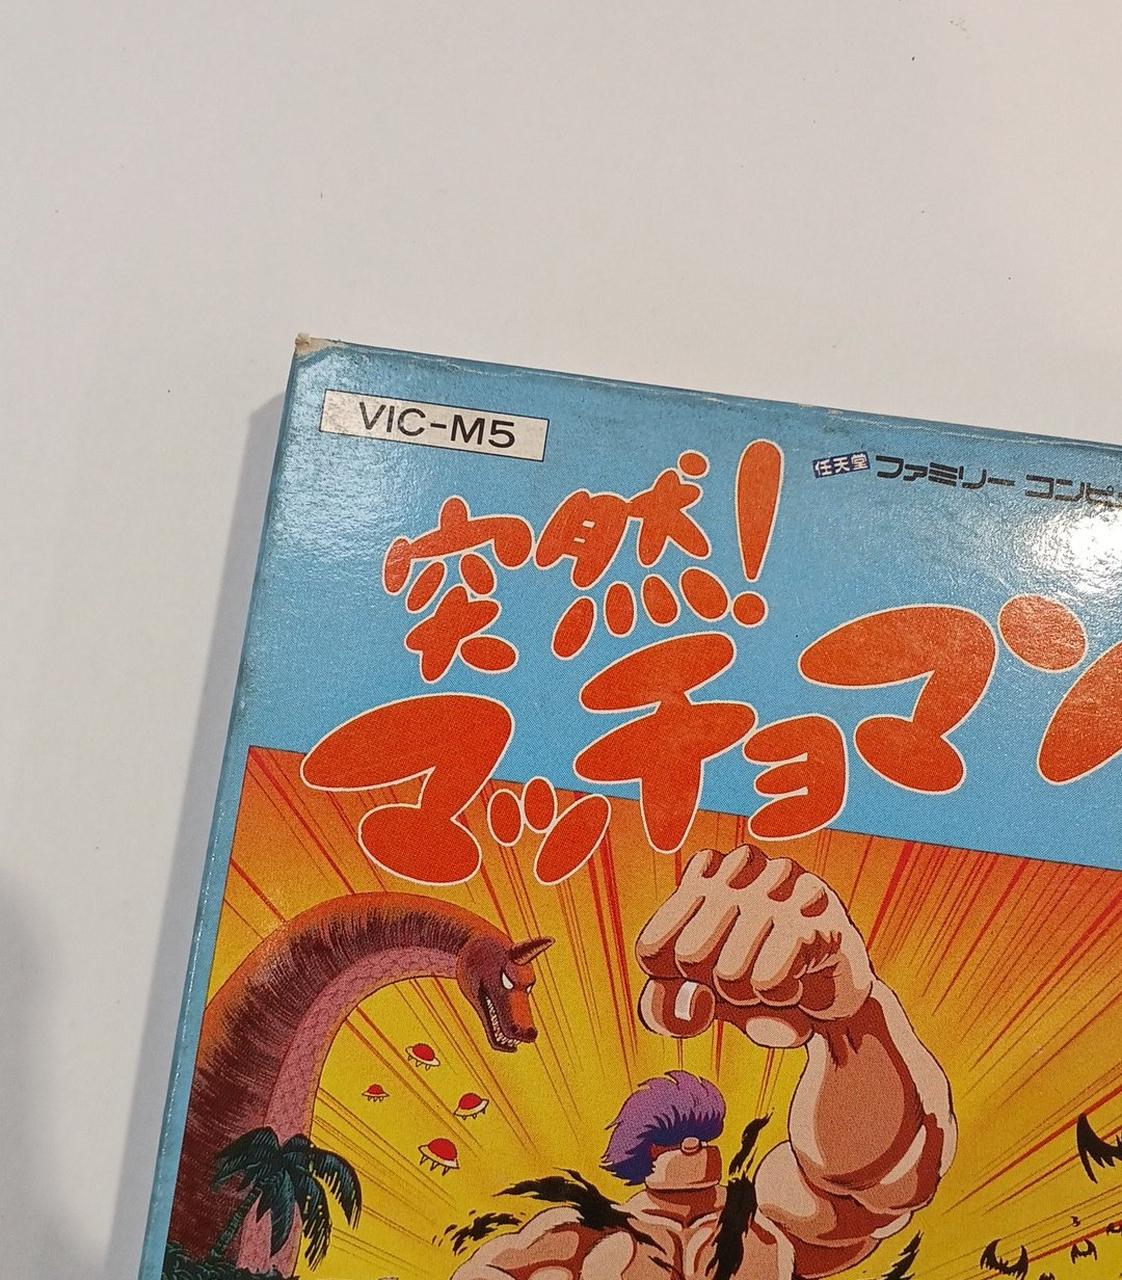 VIC-M5
任天堂 ファミリー コンピ
突然!
マッチョマン